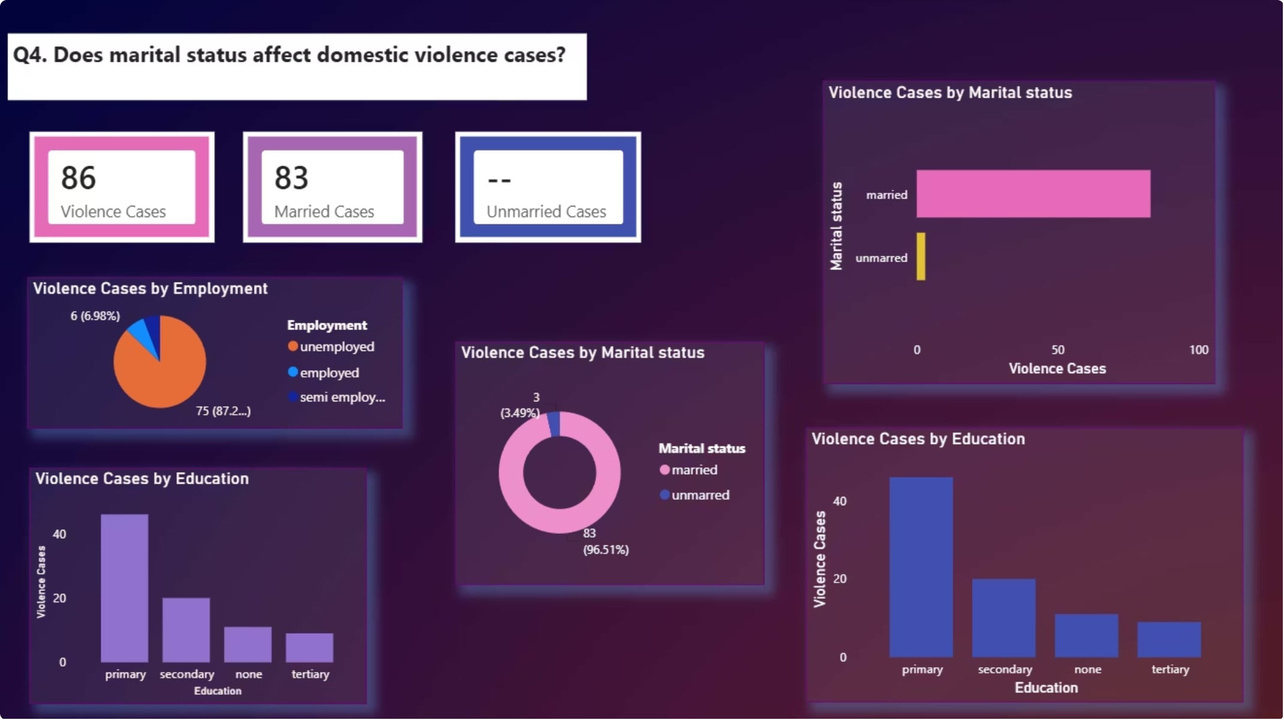 Q4. Does marital status affect domestic violence cases?
86
Violence Cases
83
Married Cases
--
Unmarried Cases
Violence Cases by Marital status
Marital status
married
unmarred
0
50
100
Violence Cases
Violence Cases by Employment
6 (6.98%)
75 (87.2...)
Employment
unemployed
employed
semi employ...
Violence Cases by Marital status
3
(3.49%)
83
(96.51%)
Marital status
married
unmarred
Violence Cases by Education
Violence Cases
40
20
0
primary
secondary
none
tertiary
Education
Violence Cases by Education
Violence Cases
40
20
0
primary
secondary
none
tertiary
Education